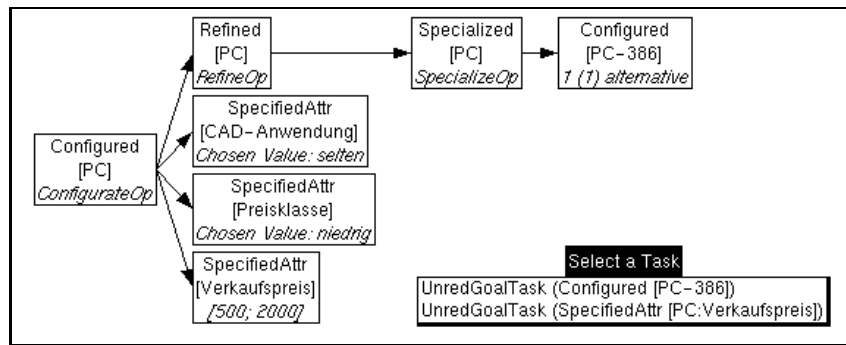 Refined
[PC]
RefineOp
Specialized
[PC]
SpecializeOp
Configured
[PC-386]
1 (1) alternative
SpecifiedAttr
[CAD-Anwendung]
Chosen Value: selten
Configured
[PC]
ConfigurateOp
SpecifiedAttr
[Preisklasse]
Chosen Value: niedrig
SpecifiedAttr
[Verkaufspreis]
[500; 2000]
Select a Task
UnredGoalTask (Configured [PC-386])
UnredGoalTask (SpecifiedAttr [PC:Verkaufspreis])